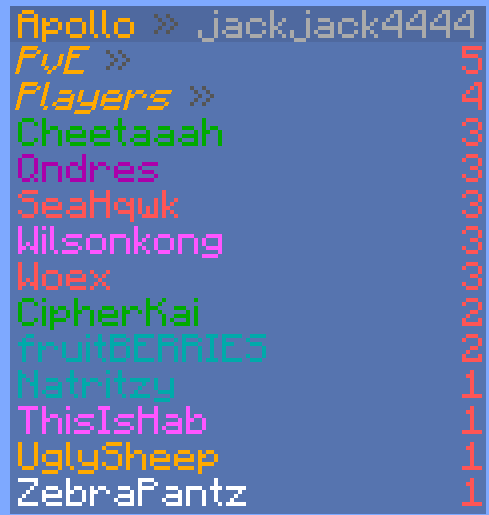 Apollo » jackjack4444
PvE » 5
Players » 4
Cheetaaah 3
Qndres 3
SeaHqwk 3
Wilsonkong 3
Woex 3
CipherKai 2
fruitBERRIES 2
Natritzy 1
ThisIsHab 1
UglySheep 1
ZebraPantz 1